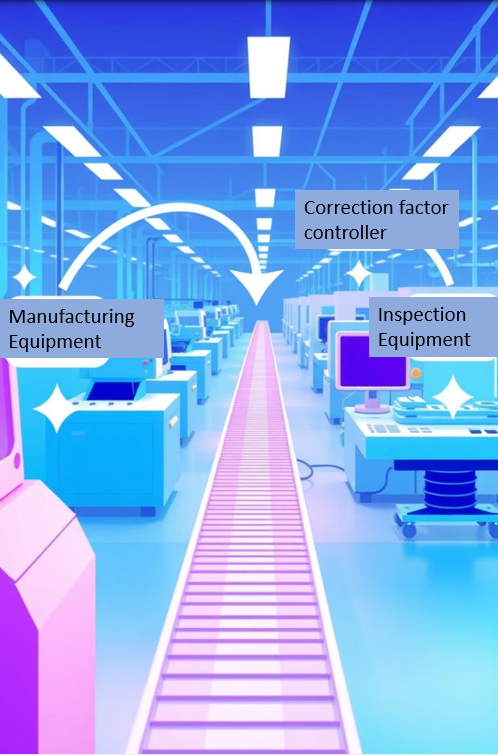 Correction factor
controller
Manufacturing
Equipment
Inspection
Equipment